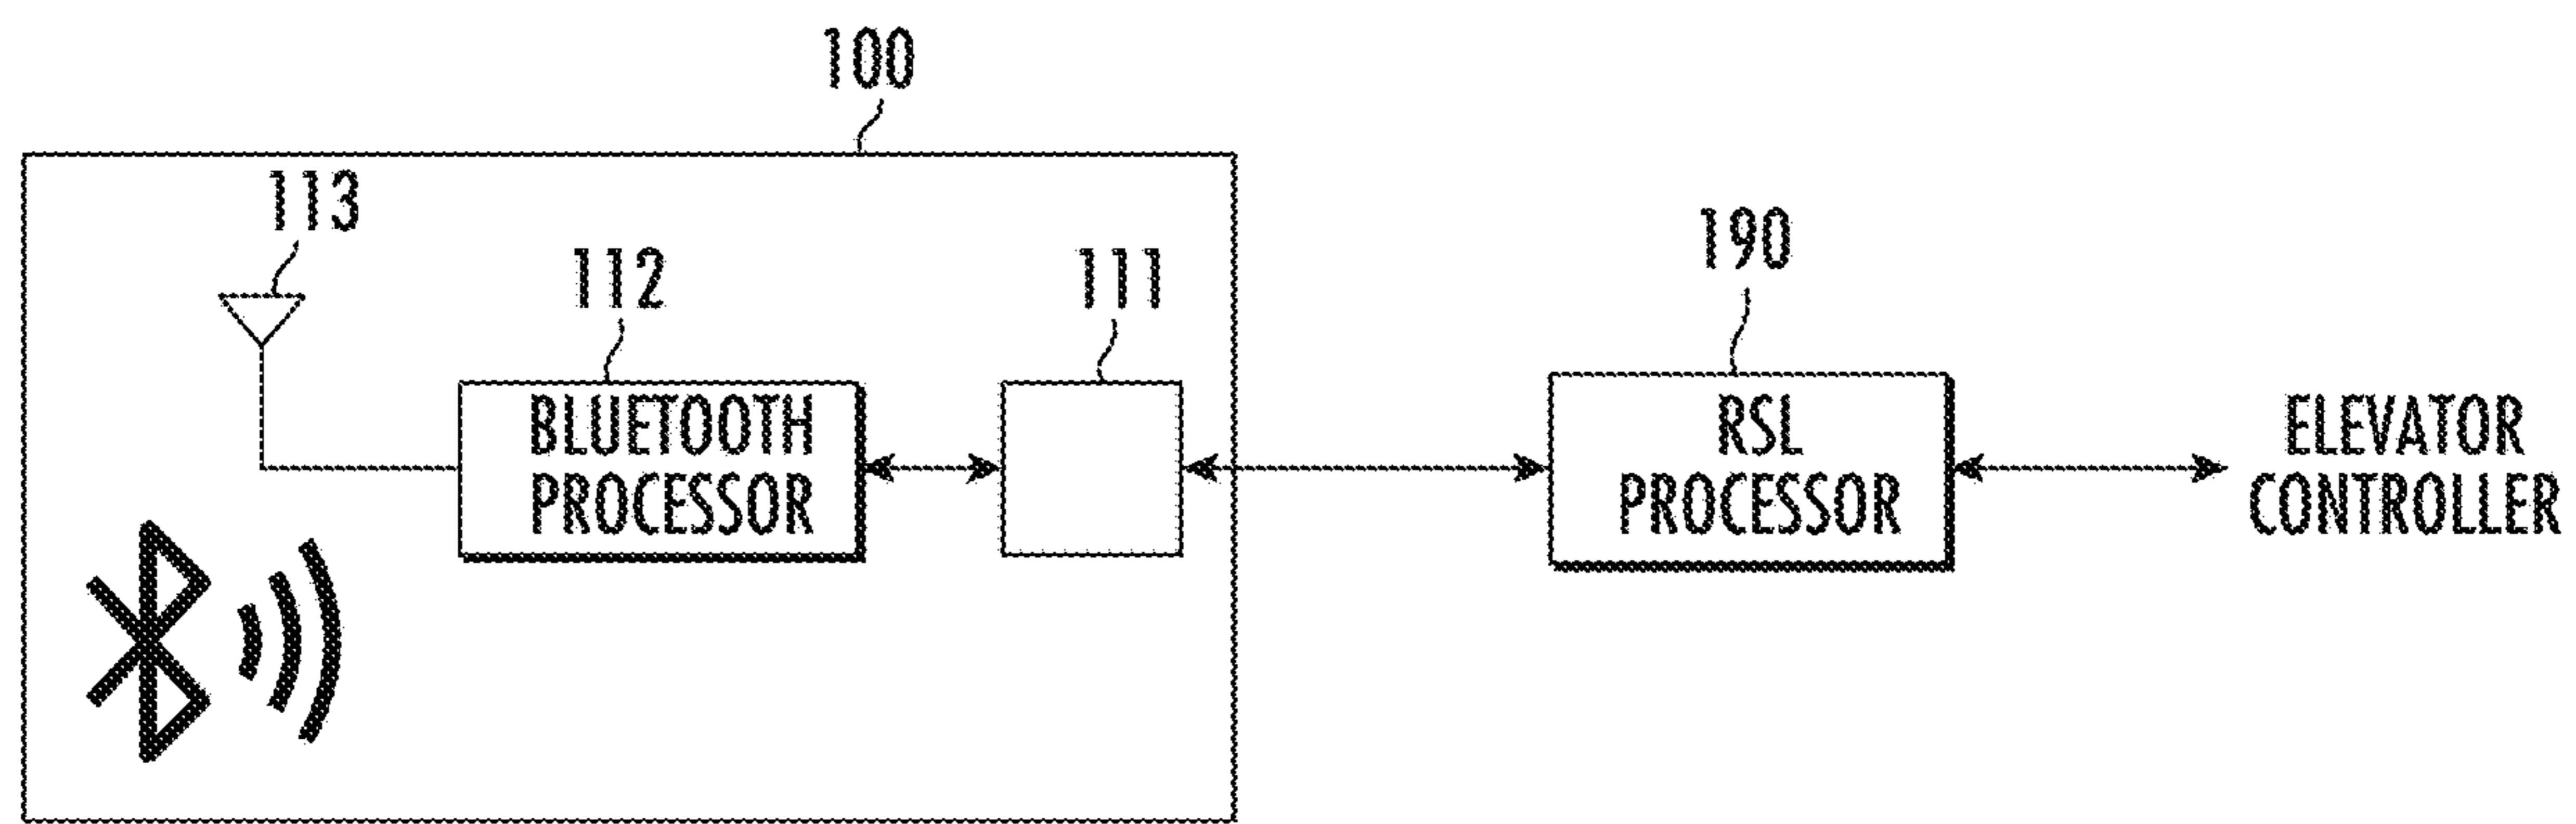 100
113
112
111
190
BLUETOOTH
PROCESSOR
RSL
PROCESSOR
ELEVATOR
CONTROLLER